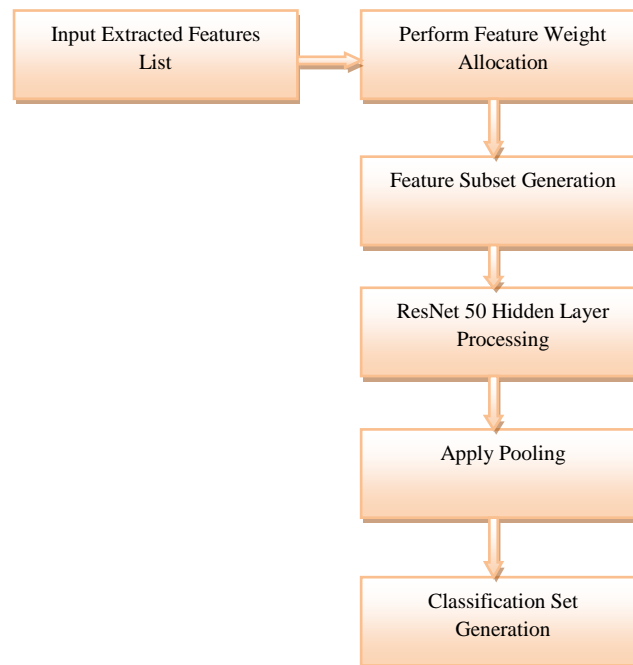 Input Extracted Features
List
Perform Feature Weight
Allocation
Feature Subset Generation
ResNet 50 Hidden Layer
Processing
Apply Pooling
Classification Set
Generation